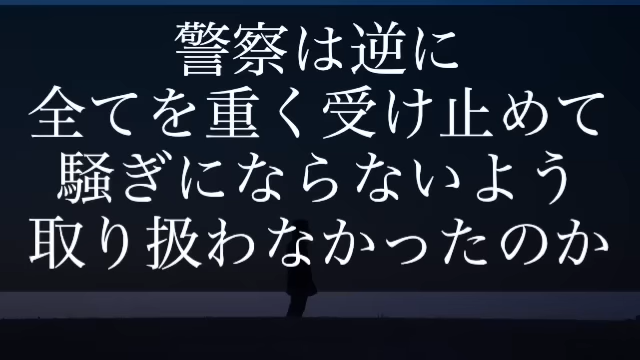 警察は逆に
全てを重く受け止めて
騒ぎにならないよう
取り扱わなかったのか